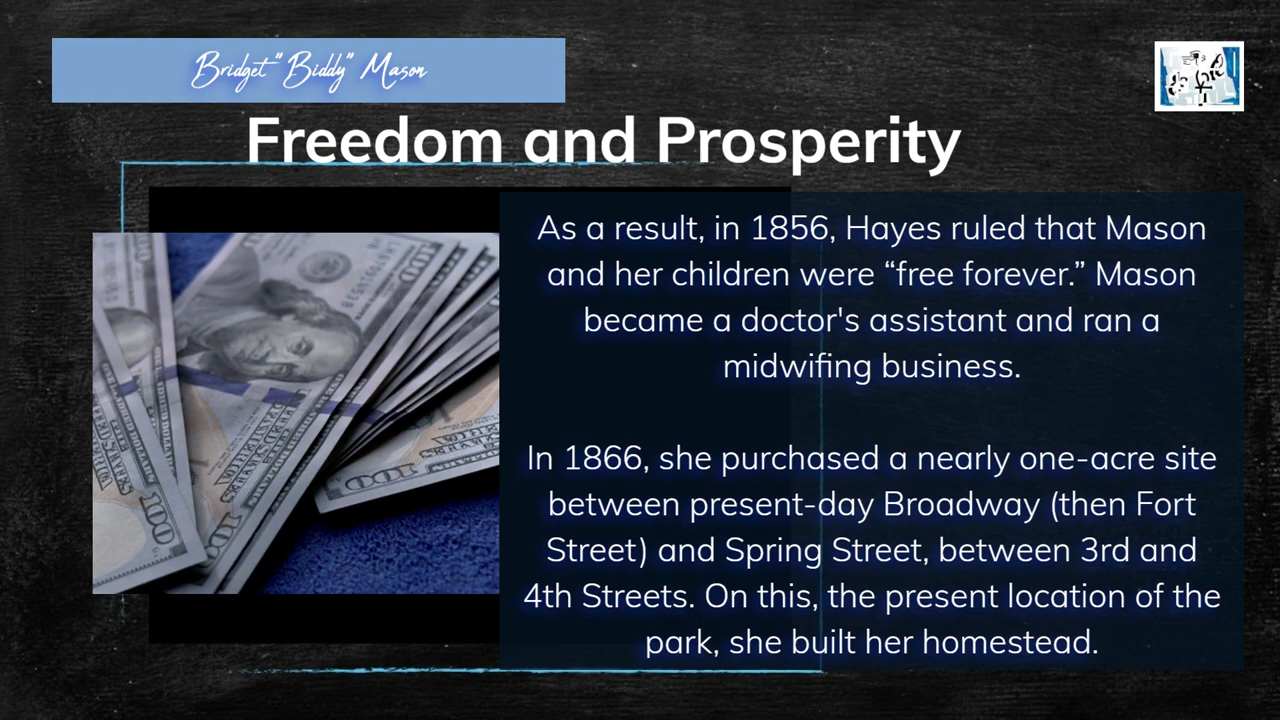 Bridget "Biddy" Mason
Freedom and Prosperity
As a result, in 1856, Hayes ruled that Mason
and her children were “free forever.” Mason
became a doctor's assistant and ran a
midwifing business.
In 1866, she purchased a nearly one-acre site
between present-day Broadway (then Fort
Street) and Spring Street, between 3rd and
4th Streets. On this, the present location of the
park, she built her homestead.
100
100
100